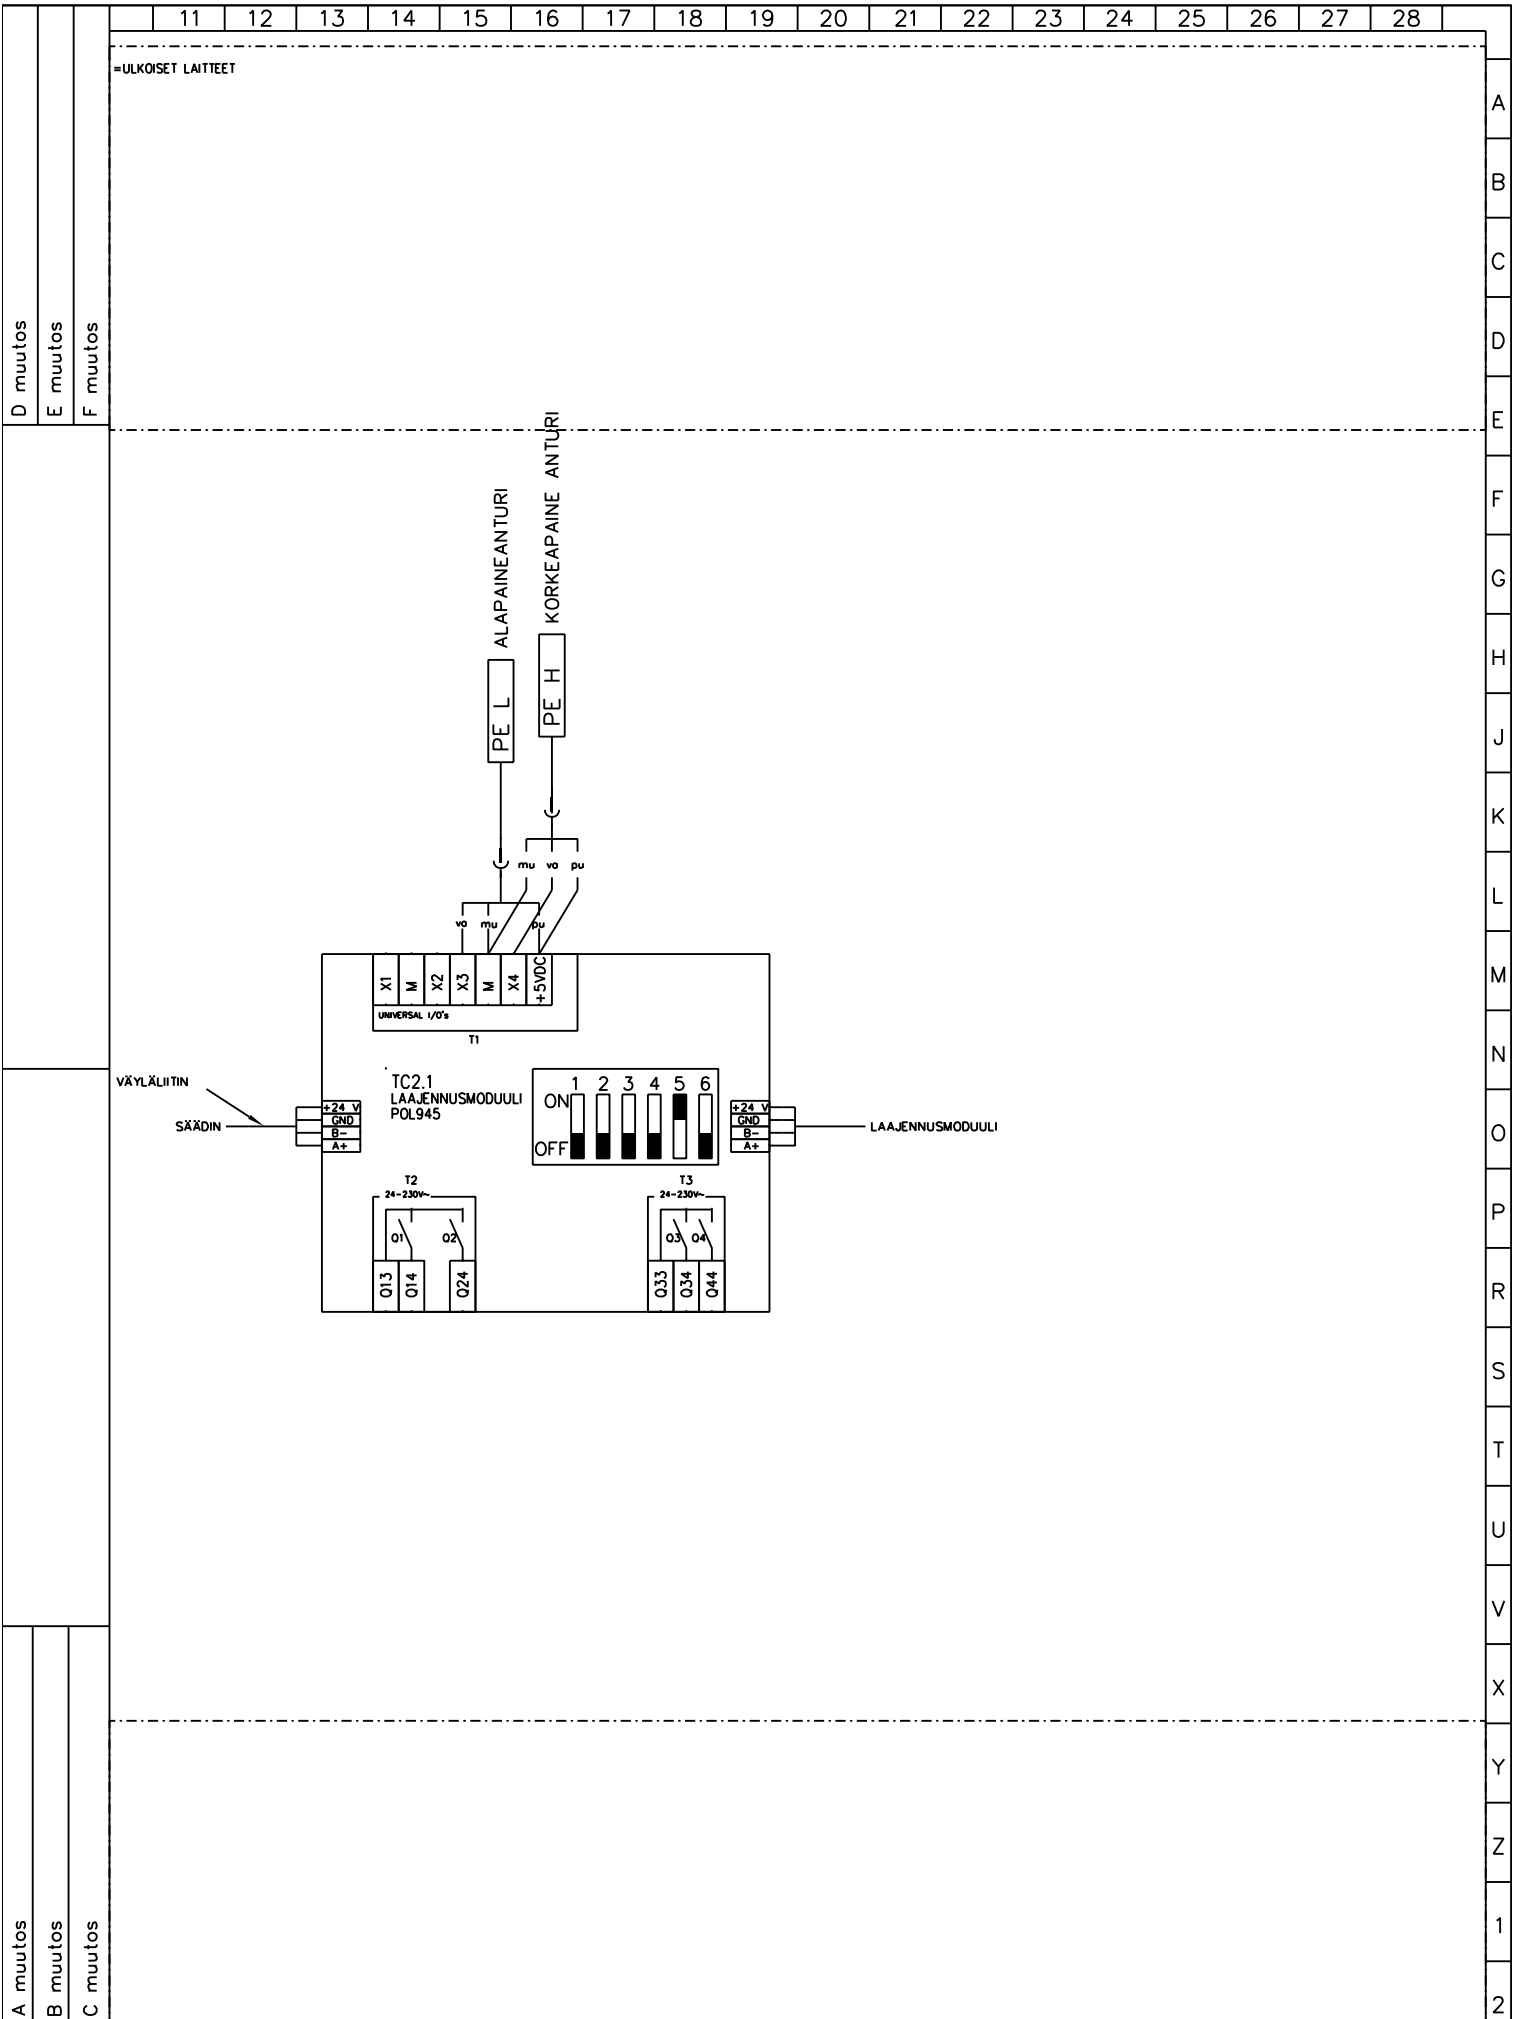 11 12 13 14 15 16 17 18 19 20 21 22 23 24 25 26 27 28
=ULKOISET LAITTEET
A
B
C
D
E
F
G
H
J
K
L
M
N
O
P
R
S
T
U
V
X
Y
Z
1
2
D muutos
E muutos
F muutos
ALAPAINEANTURI
KORKEAPAINE ANTURI
PE L
PE H
mu va pu
va mu pu
X1 M X2 X3 M X4 +5VDC
UNIVERSAL I/O's
T1
VÄYLÄLIITIN
SÄÄDIN
TC2.1
LAAJENNUSMODUULI
POL945
1 2 3 4 5 6
ON
OFF
+24 V
GND
B-
A+
+24 V
GND
B-
A+
LAAJENNUSMODUULI
T2
24-230V~
Q1 Q2
Q13 Q14 Q24
T3
24-230V~
Q3 Q4
Q33 Q34 Q44
A muutos
B muutos
C muutos